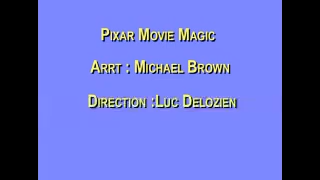 Pixar Movie Magic
Arrt : Michael Brown
Direction :Luc Delozien